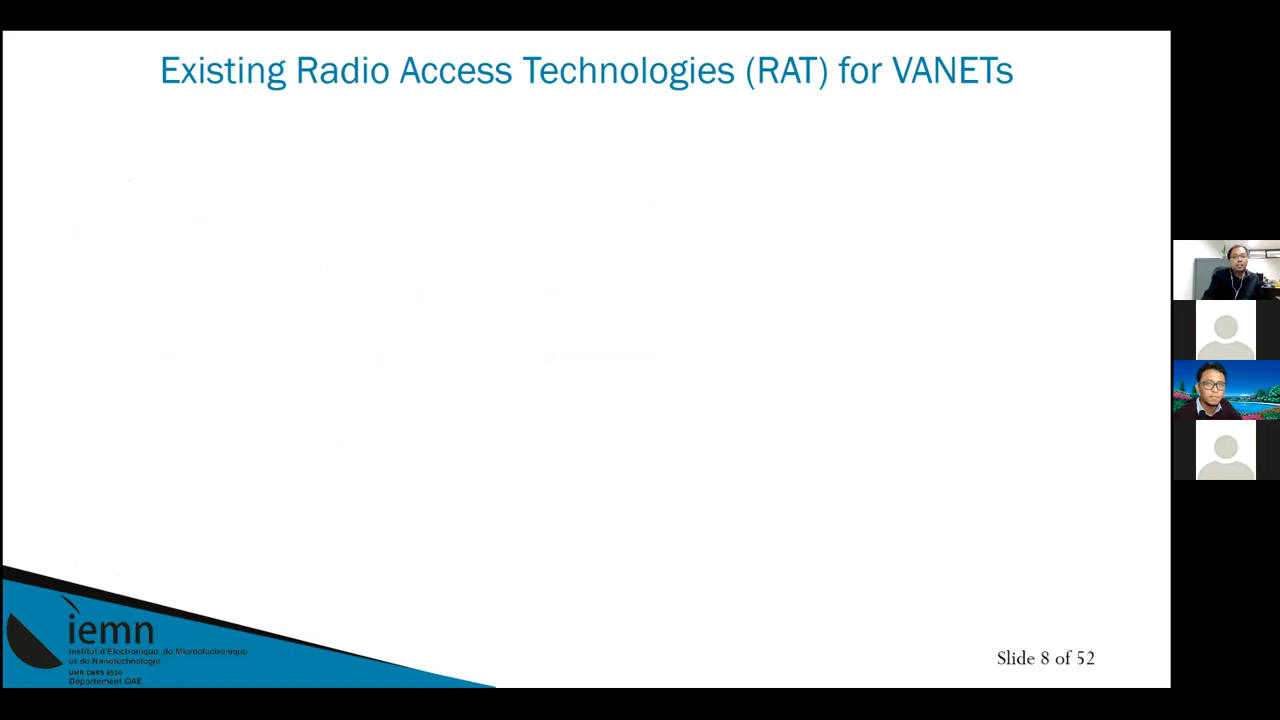 Existing Radio Access Technologies (RAT) for VANETs
iemn
Institut d'Electronique, de Microélectronique
et de Nanotechnologie
UMR CNRS 8520
Département OAE
Slide 8 of 52